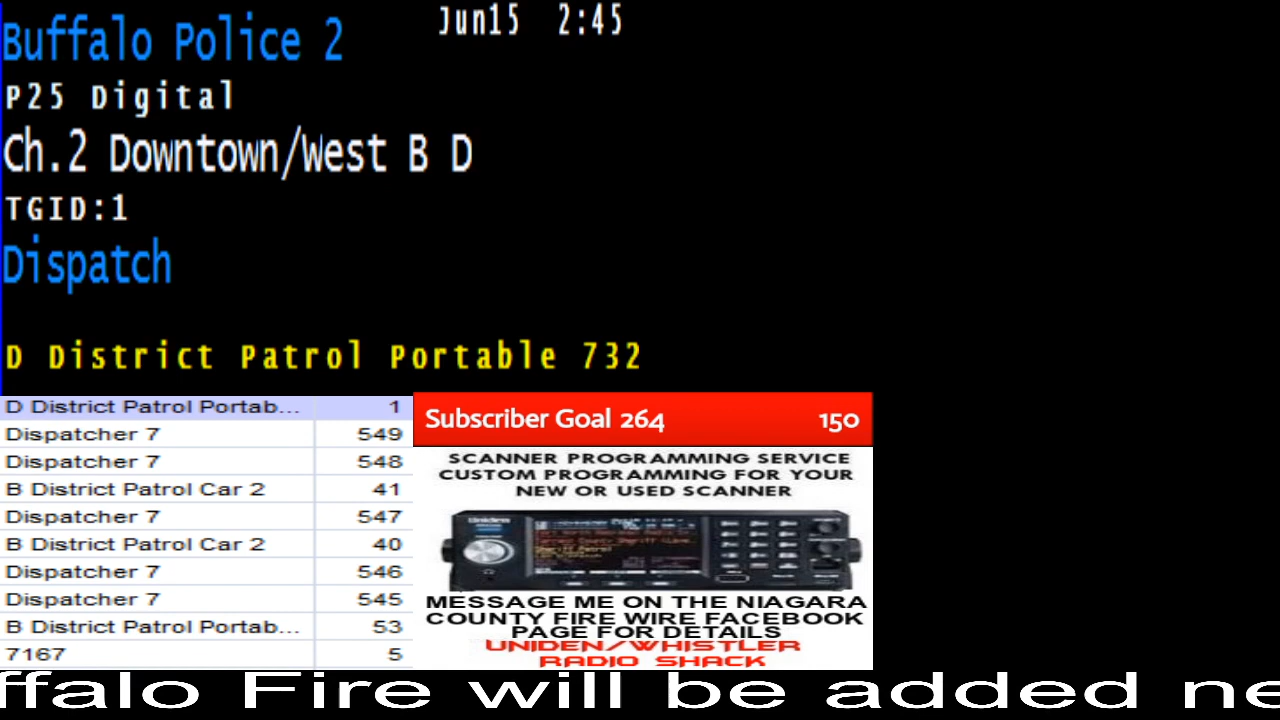 Buffalo Police 2
Jun15 2:45
P25 Digital
Ch.2 Downtown/West B D
TGID:1
Dispatch
D District Patrol Portable 732
D District Patrol Portab... 1
Dispatcher 7 549
Dispatcher 7 548
B District Patrol Car 2 41
Dispatcher 7 547
B District Patrol Car 2 40
Dispatcher 7 546
Dispatcher 7 545
B District Patrol Portab... 53
7167 5
Subscriber Goal 264 150
SCANNER PROGRAMMING SERVICE
CUSTOM PROGRAMMING FOR YOUR
NEW OR USED SCANNER
Uniden
MESSAGE ME ON THE NIAGARA
COUNTY FIRE WIRE FACEBOOK
PAGE FOR DETAILS
UNIDEN/WHISTLER
RADIO SHACK
ffalo Fire will be added ne